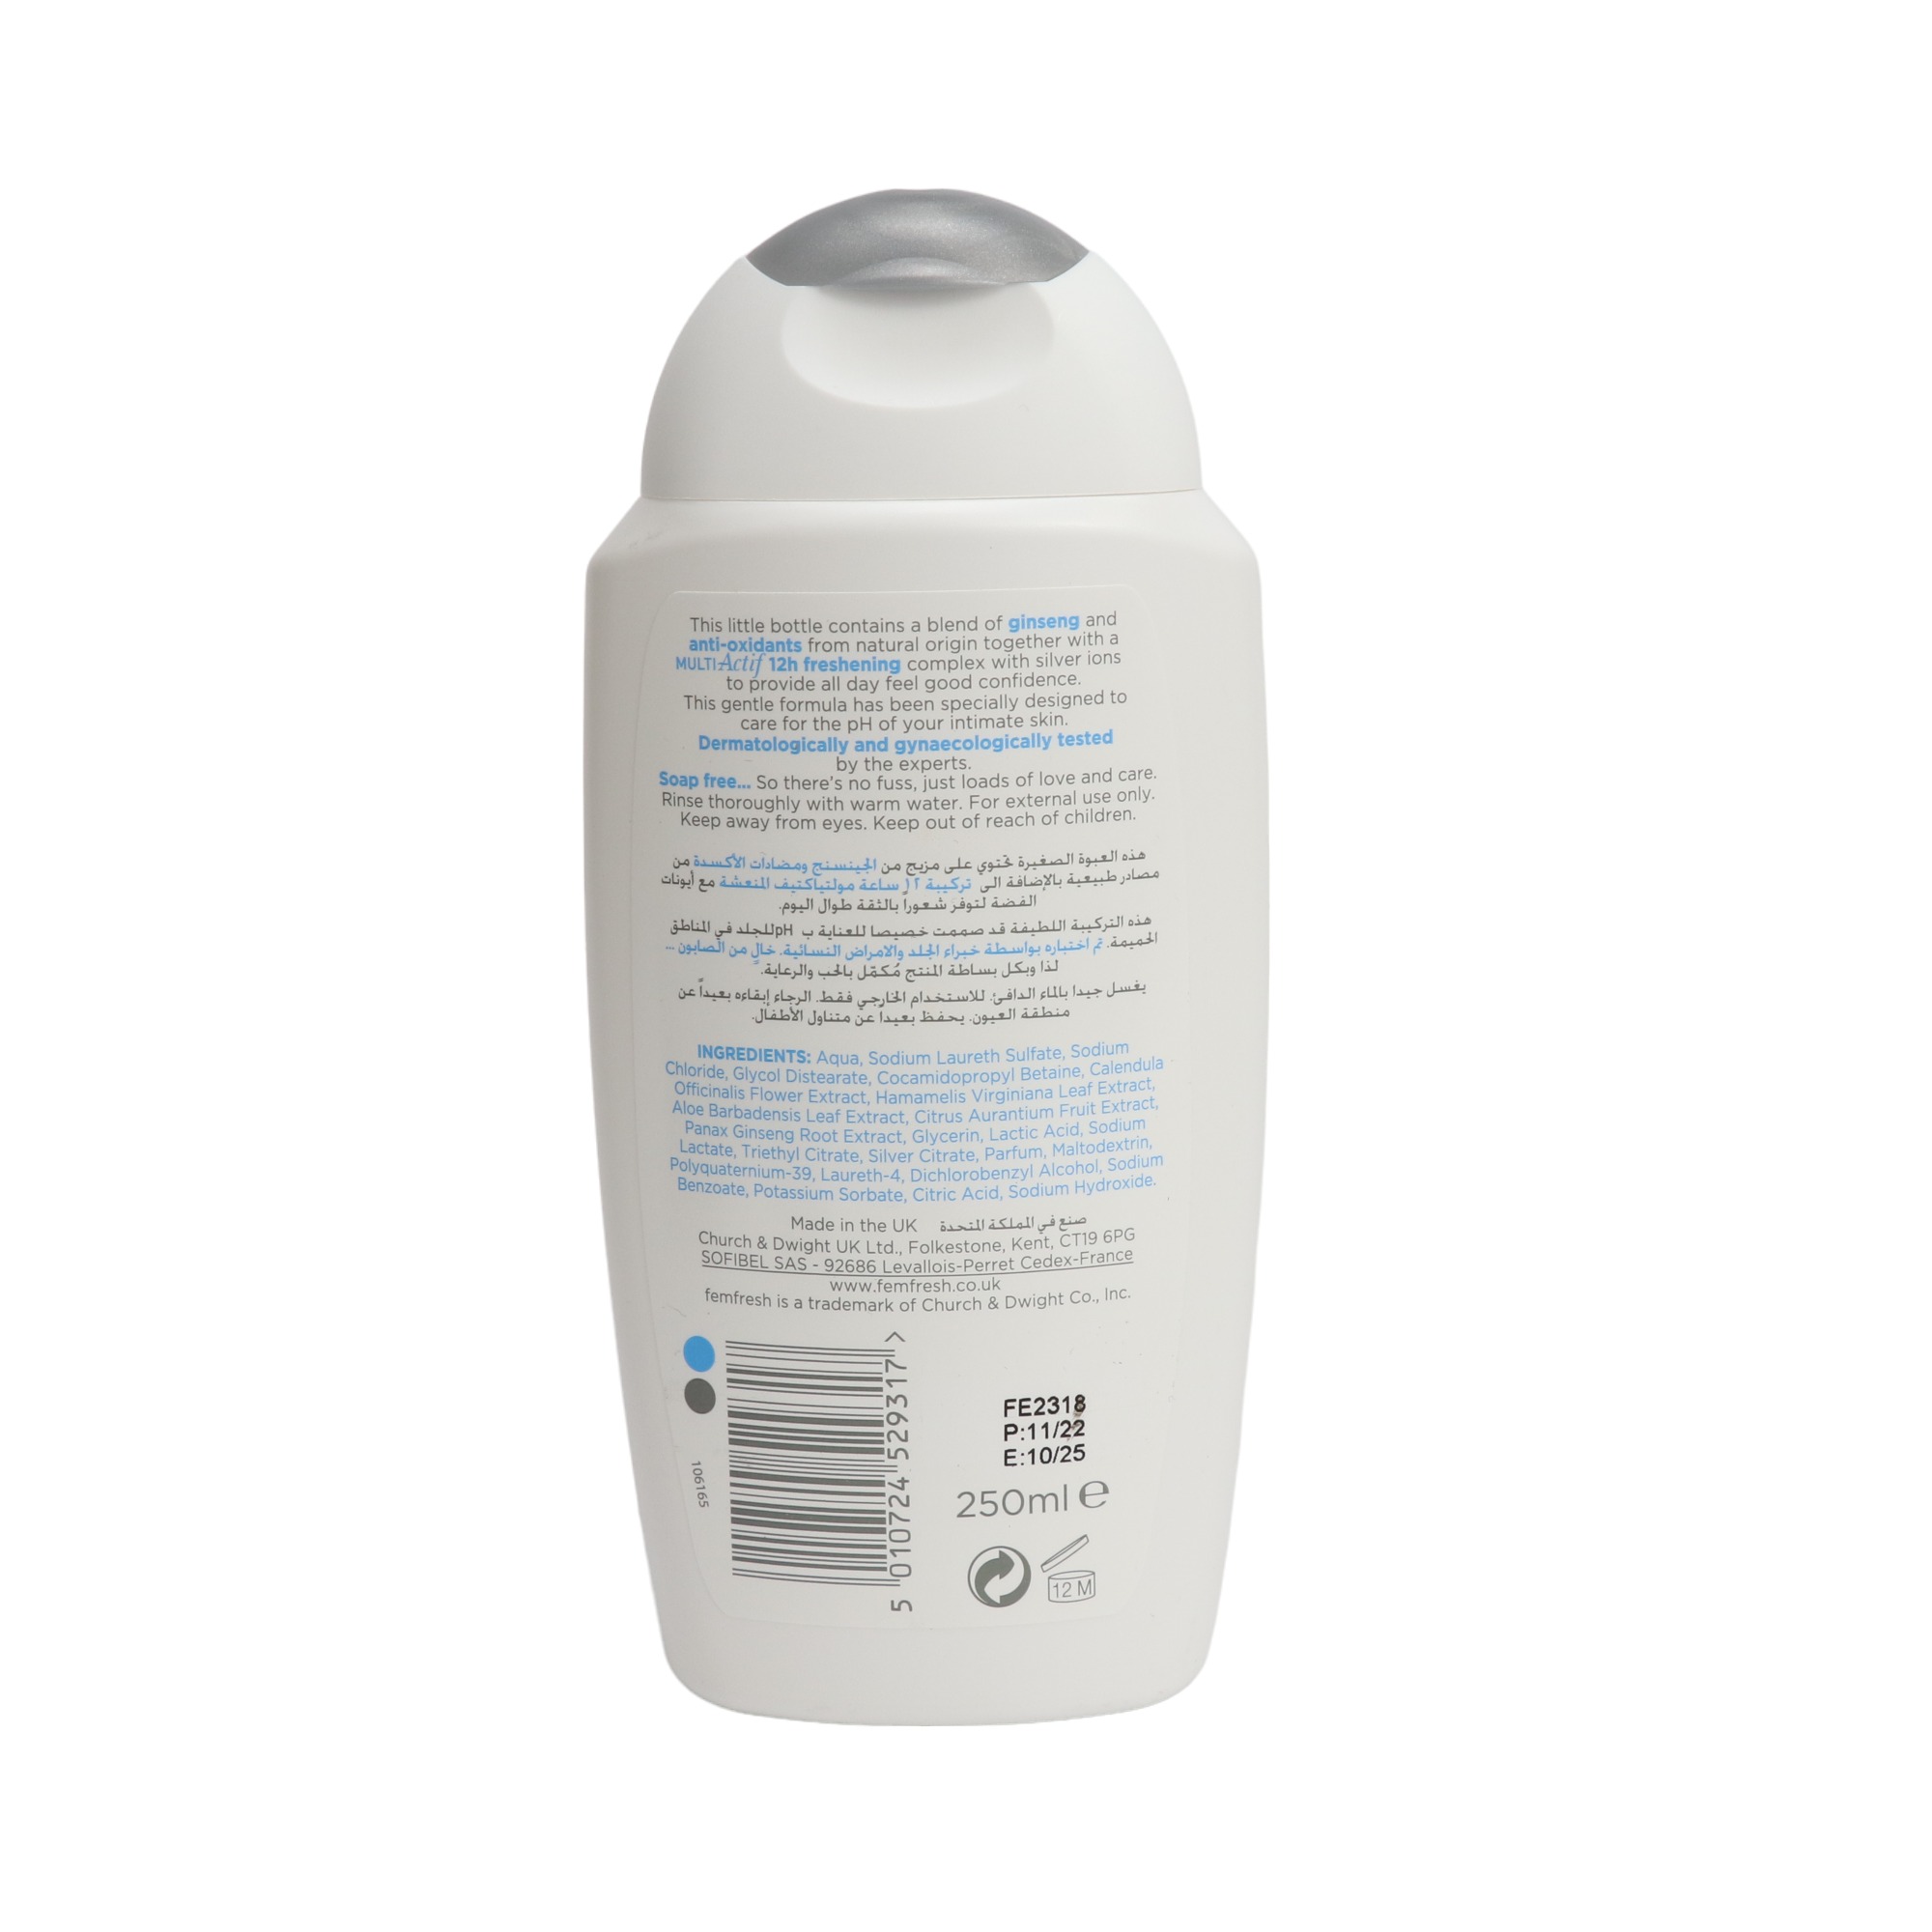 This little bottle contains a blend of ginseng and
anti-oxidants from natural origin together with a
MULTIActif 12h freshening complex with silver ions
to provide all day feel good confidence.
This gentle formula has been specially designed to
care for the pH of your intimate skin.
Dermatologically and gynaecologically tested
by the experts.
Soap free... So there's no fuss, just loads of love and care.
Rinse thoroughly with warm water. For external use only.
Keep away from eyes. Keep out of reach of children.
هذه العبوة الصغيرة تحتوي على مزيج من الجينسنج ومضادات الأكسدة من
مصادر طبيعية بالإضافة الى تركيبة ١٢ ساعة مولتياكتيف المنعشة مع أيونات
الفضة لتوفر شعوراً بالثقة طوال اليوم.
هذه التركيبة اللطيفة قد صممت خصيصا للعناية ب pHللجلد في المناطق
الحميمة. تم اختباره بواسطة خبراء الجلد والامراض النسائية. خالٍ من الصابون ...
لذا وبكل بساطة المنتج مُكمّل بالحب والرعاية.
يغسل جيدا بالماء الدافئ. للاستخدام الخارجي فقط. الرجاء إبقاءه بعيداً عن
منطقة العيون. يحفظ بعيدا عن متناول الأطفال.
INGREDIENTS: Aqua, Sodium Laureth Sulfate, Sodium
Chloride, Glycol Distearate, Cocamidopropyl Betaine, Calendula
Officinalis Flower Extract, Hamamelis Virginiana Leaf Extract,
Aloe Barbadensis Leaf Extract, Citrus Aurantium Fruit Extract,
Panax Ginseng Root Extract, Glycerin, Lactic Acid, Sodium
Lactate, Triethyl Citrate, Silver Citrate, Parfum, Maltodextrin,
Polyquaternium-39, Laureth-4, Dichlorobenzyl Alcohol, Sodium
Benzoate, Potassium Sorbate, Citric Acid, Sodium Hydroxide.
Made in the UK صنع في المملكة المتحدة
Church & Dwight UK Ltd., Folkestone, Kent, CT19 6PG
SOFIBEL SAS - 92686 Levallois-Perret Cedex-France
www.femfresh.co.uk
femfresh is a trademark of Church & Dwight Co., Inc.
106165
5 010724 529317 >
FE2318
P:11/22
E:10/25
250ml ℮
12 M